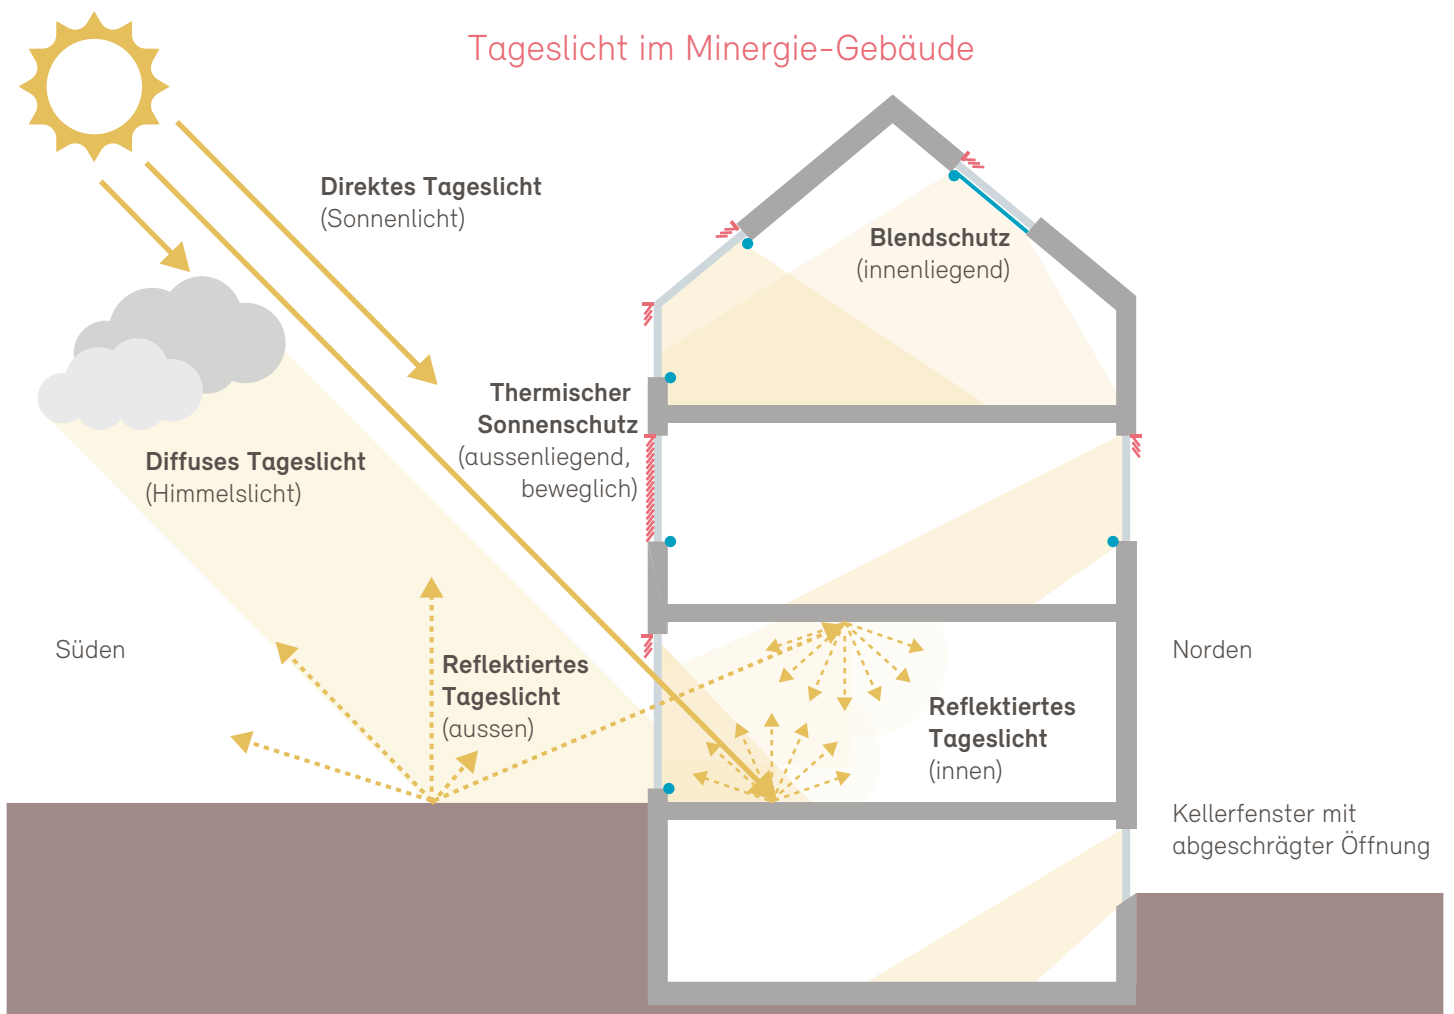 Tageslicht im Minergie-Gebäude
Direktes Tageslicht
(Sonnenlicht)
Blendschutz
(innenliegend)
Thermischer
Sonnenschutz
(aussenliegend,
beweglich)
Diffuses Tageslicht
(Himmelslicht)
Süden
Reflektiertes
Tageslicht
(aussen)
Norden
Reflektiertes
Tageslicht
(innen)
Kellerfenster mit
abgeschrägter Öffnung